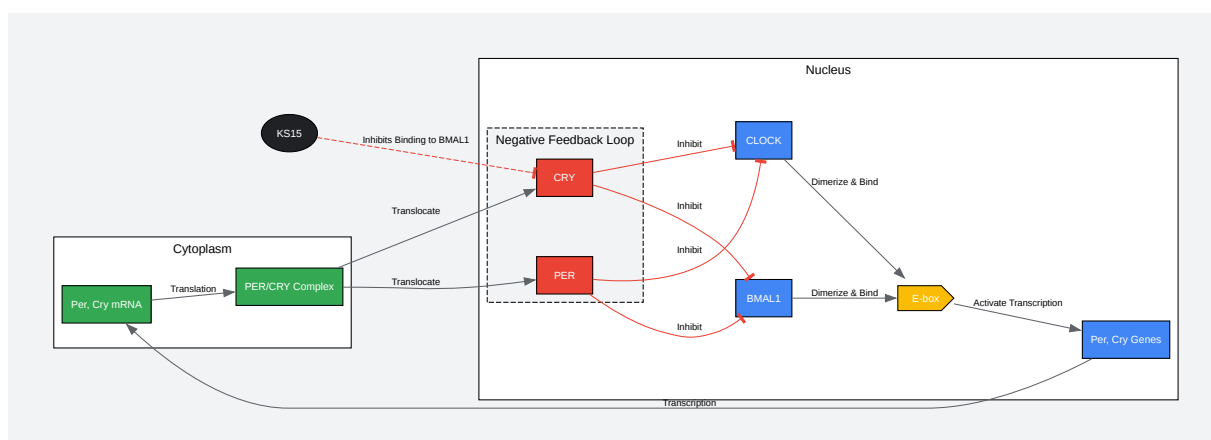 Nucleus
KS15
Inhibits Binding to BMAL1
Negative Feedback Loop
CRY
Inhibit
CLOCK
Dimerize & Bind
Translocate
Inhibit
Cytoplasm
Inhibit
PER
Translocate
PER/CRY Complex
Translation
Per, Cry mRNA
Inhibit
BMAL1
Dimerize & Bind
E-box
Activate Transcription
Per, Cry Genes
Transcription